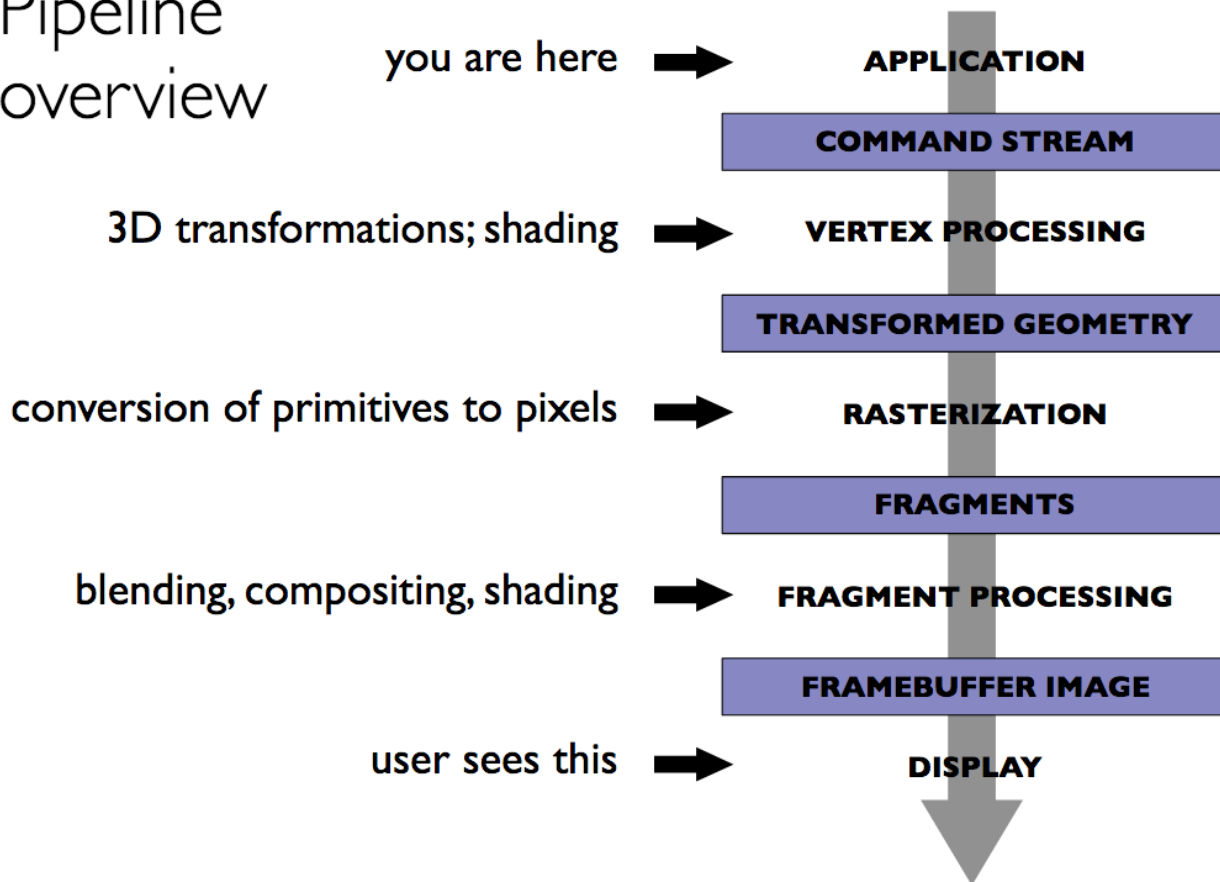 Pipeline
overview
you are here
APPLICATION
COMMAND STREAM
3D transformations; shading
VERTEX PROCESSING
TRANSFORMED GEOMETRY
conversion of primitives to pixels
RASTERIZATION
FRAGMENTS
blending, compositing, shading
FRAGMENT PROCESSING
FRAMEBUFFER IMAGE
user sees this
DISPLAY